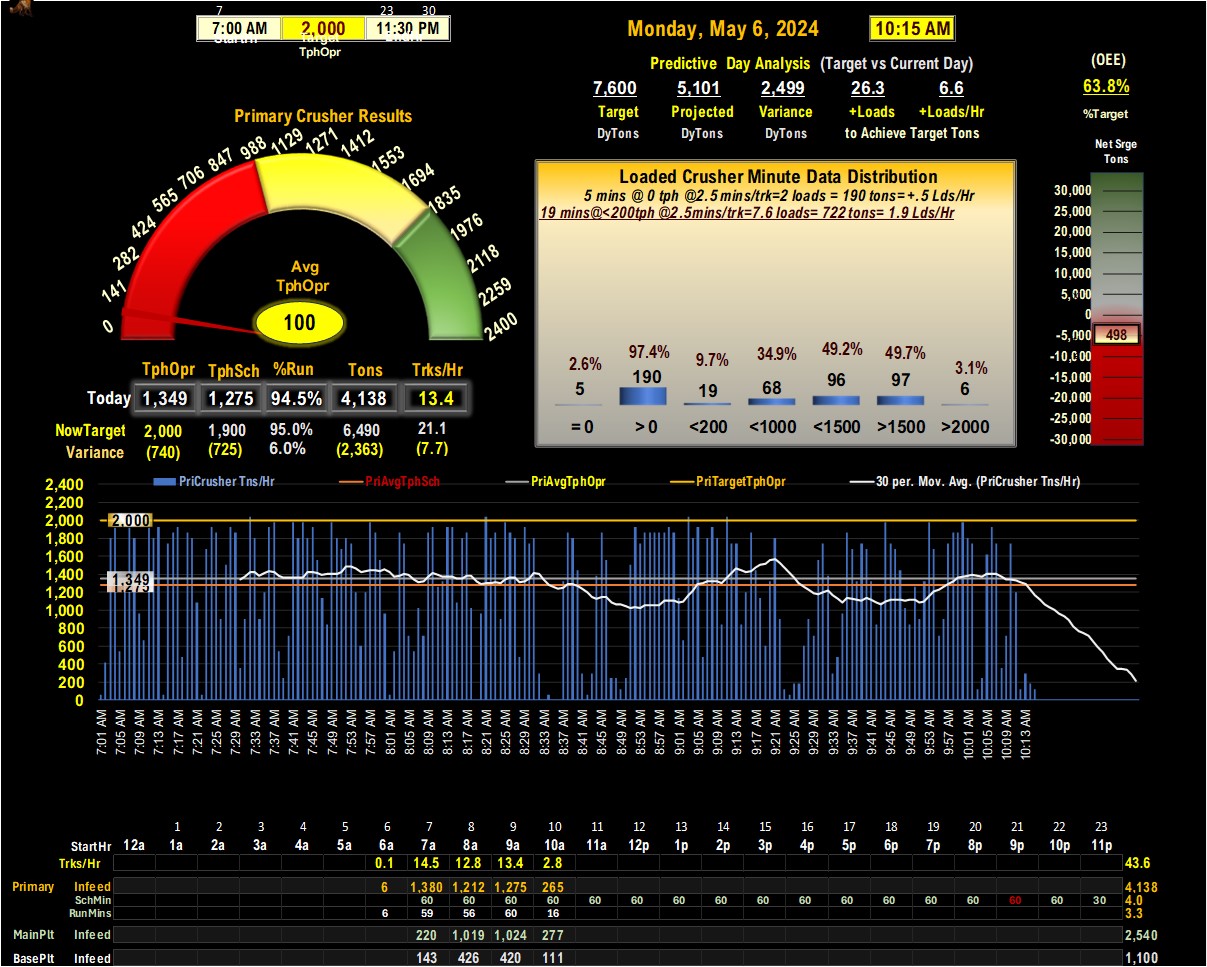 7 23 30
7:00 AM 2,000 11:30 PM
Target
TphOpr
Monday, May 6, 2024 10:15 AM
Predictive Day Analysis (Target vs Current Day)
7,600 5,101 2,499 26.3 6.6
Target Projected Variance +Loads +Loads/Hr
DyTons DyTons DyTons to Achieve Target Tons
(OEE)
63.8%
%Target
Net Srge
Tons
30,000
25,000
20,000
15,000
10,000
5,000
0
-5,000
498
-10,000
-15,000
-20,000
-25,000
-30,000
Primary Crusher Results
0 141 282 424 565 706 847 988 1129 1271 1412 1553 1694 1835 1976 2118 2259 2400
Avg
TphOpr
100
TphOpr TphSch %Run Tons Trks/Hr
Today 1,349 1,275 94.5% 4,138 13.4
NowTarget 2,000 1,900 95.0% 6,490 21.1
Variance (740) (725) 6.0% (2,363) (7.7)
Loaded Crusher Minute Data Distribution
5 mins @ 0 tph @2.5 mins/trk=2 loads = 190 tons=+.5 Lds/Hr
19 mins@<200tph @2.5mins/trk=7.6 loads= 722 tons= 1.9 Lds/Hr
2.6% 97.4% 9.7% 34.9% 49.2% 49.7% 3.1%
5 190 19 68 96 97 6
=0 >0 <200 <1000 <1500 >1500 >2000
PriCrusher Tns/Hr PriAvgTphSch PriAvgTphOpr PriTargetTphOpr 30 per. Mov. Avg. (PriCrusher Tns/Hr)
2,400
2,200
2,000 2,000
1,800
1,600
1,400 1,349
1,200
1,000
800
600
400
200
0
7:01 AM 7:05 AM 7:09 AM 7:13 AM 7:17 AM 7:21 AM 7:25 AM 7:29 AM 7:33 AM 7:37 AM 7:41 AM 7:45 AM 7:49 AM 7:53 AM 7:57 AM 8:01 AM 8:05 AM 8:09 AM 8:13 AM 8:17 AM 8:21 AM 8:25 AM 8:29 AM 8:33 AM 8:37 AM 8:41 AM 8:45 AM 8:49 AM 8:53 AM 8:57 AM 9:01 AM 9:05 AM 9:09 AM 9:13 AM 9:17 AM 9:21 AM 9:25 AM 9:29 AM 9:33 AM 9:37 AM 9:41 AM 9:45 AM 9:49 AM 9:53 AM 9:57 AM 10:01 AM 10:05 AM 10:09 AM 10:13 AM
1 2 3 4 5 6 7 8 9 10 11 12 13 14 15 16 17 18 19 20 21 22 23
StartHr 12a 1a 2a 3a 4a 5a 6a 7a 8a 9a 10a 11a 12p 1p 2p 3p 4p 5p 6p 7p 8p 9p 10p 11p
Trks/Hr 0.1 14.5 12.8 13.4 2.8 43.6
Primary Infeed 6 1,380 1,212 1,275 265 4,138
SchMin 60 60 60 60 60 60 60 60 60 60 60 60 60 60 60 60 30 4.0
RunMins 6 59 56 60 16 3.3
MainPlt Infeed 220 1,019 1,024 277 2,540
BasePlt Infeed 143 426 420 111 1,100